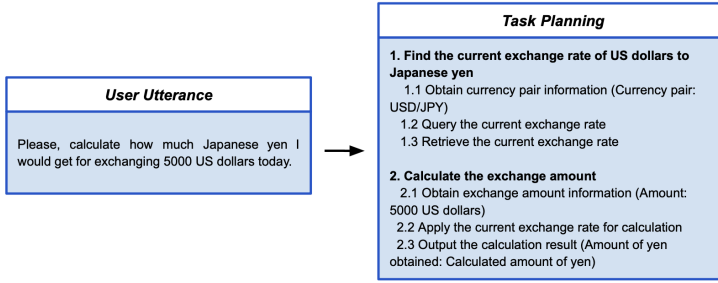 User Utterance
Please, calculate how much Japanese yen I
would get for exchanging 5000 US dollars today.
Task Planning
1. Find the current exchange rate of US dollars to
Japanese yen
1.1 Obtain currency pair information (Currency pair:
USD/JPY)
1.2 Query the current exchange rate
1.3 Retrieve the current exchange rate
2. Calculate the exchange amount
2.1 Obtain exchange amount information (Amount:
5000 US dollars)
2.2 Apply the current exchange rate for calculation
2.3 Output the calculation result (Amount of yen
obtained: Calculated amount of yen)